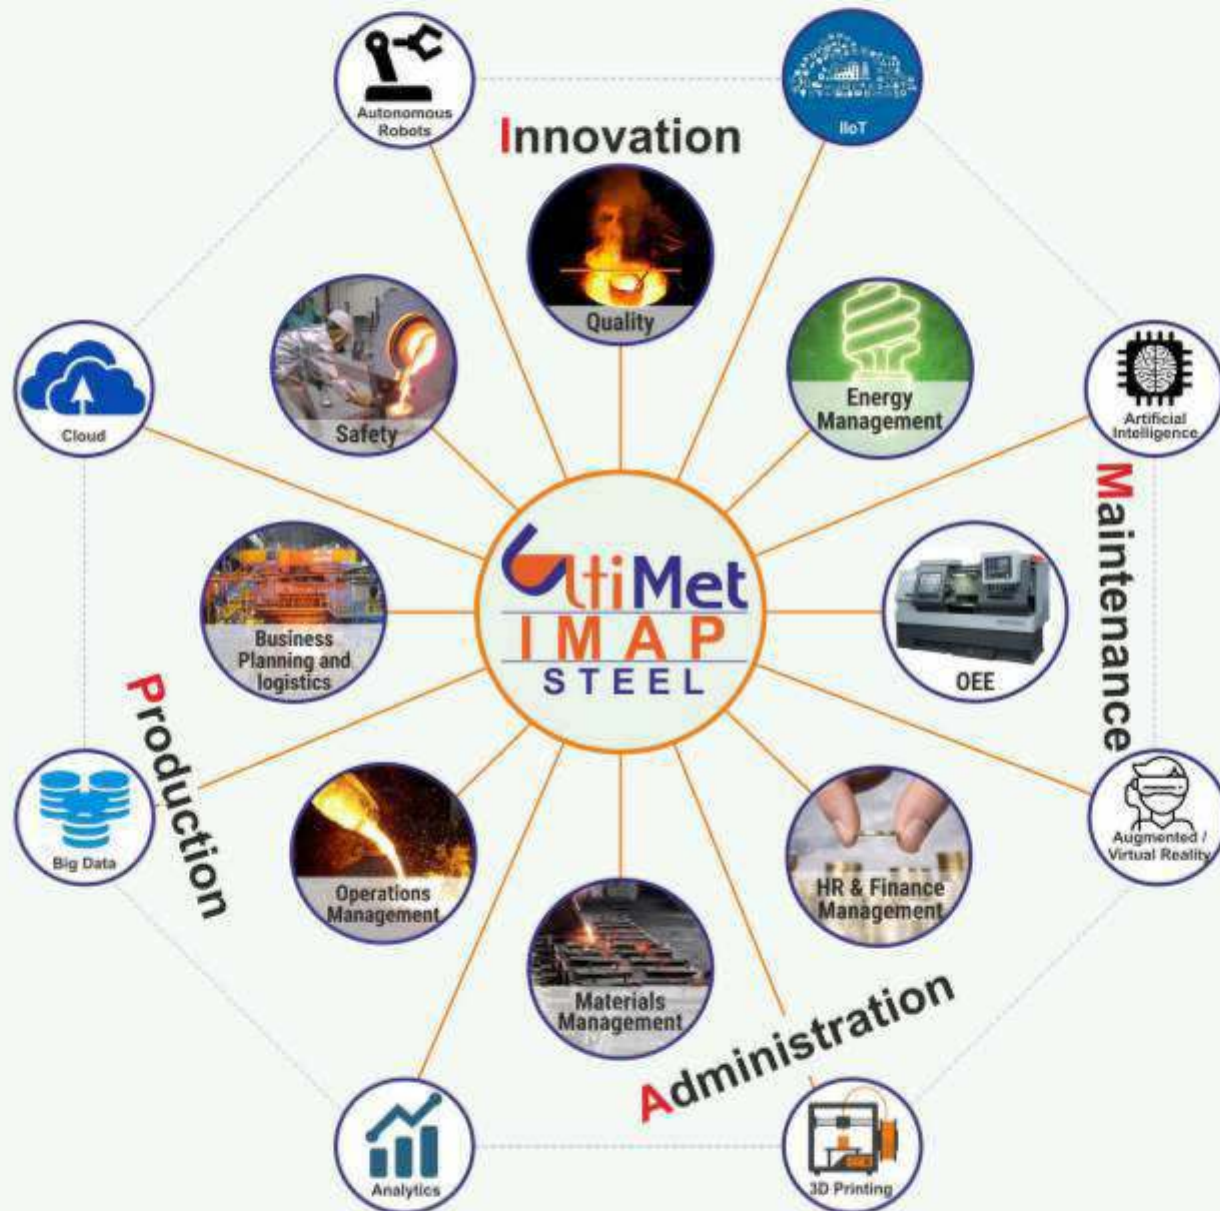 Autonomous
Robots
IIoT
Innovation
Quality
Safety
Energy
Management
Cloud
Artificial
Intelligence
Maintenance
UltiMet
IMAP
STEEL
Business
Planning and
logistics
OEE
Production
Big Data
Operations
Management
Materials
Management
HR & Finance
Management
Augmented /
Virtual Reality
Administration
Analytics
3D Printing